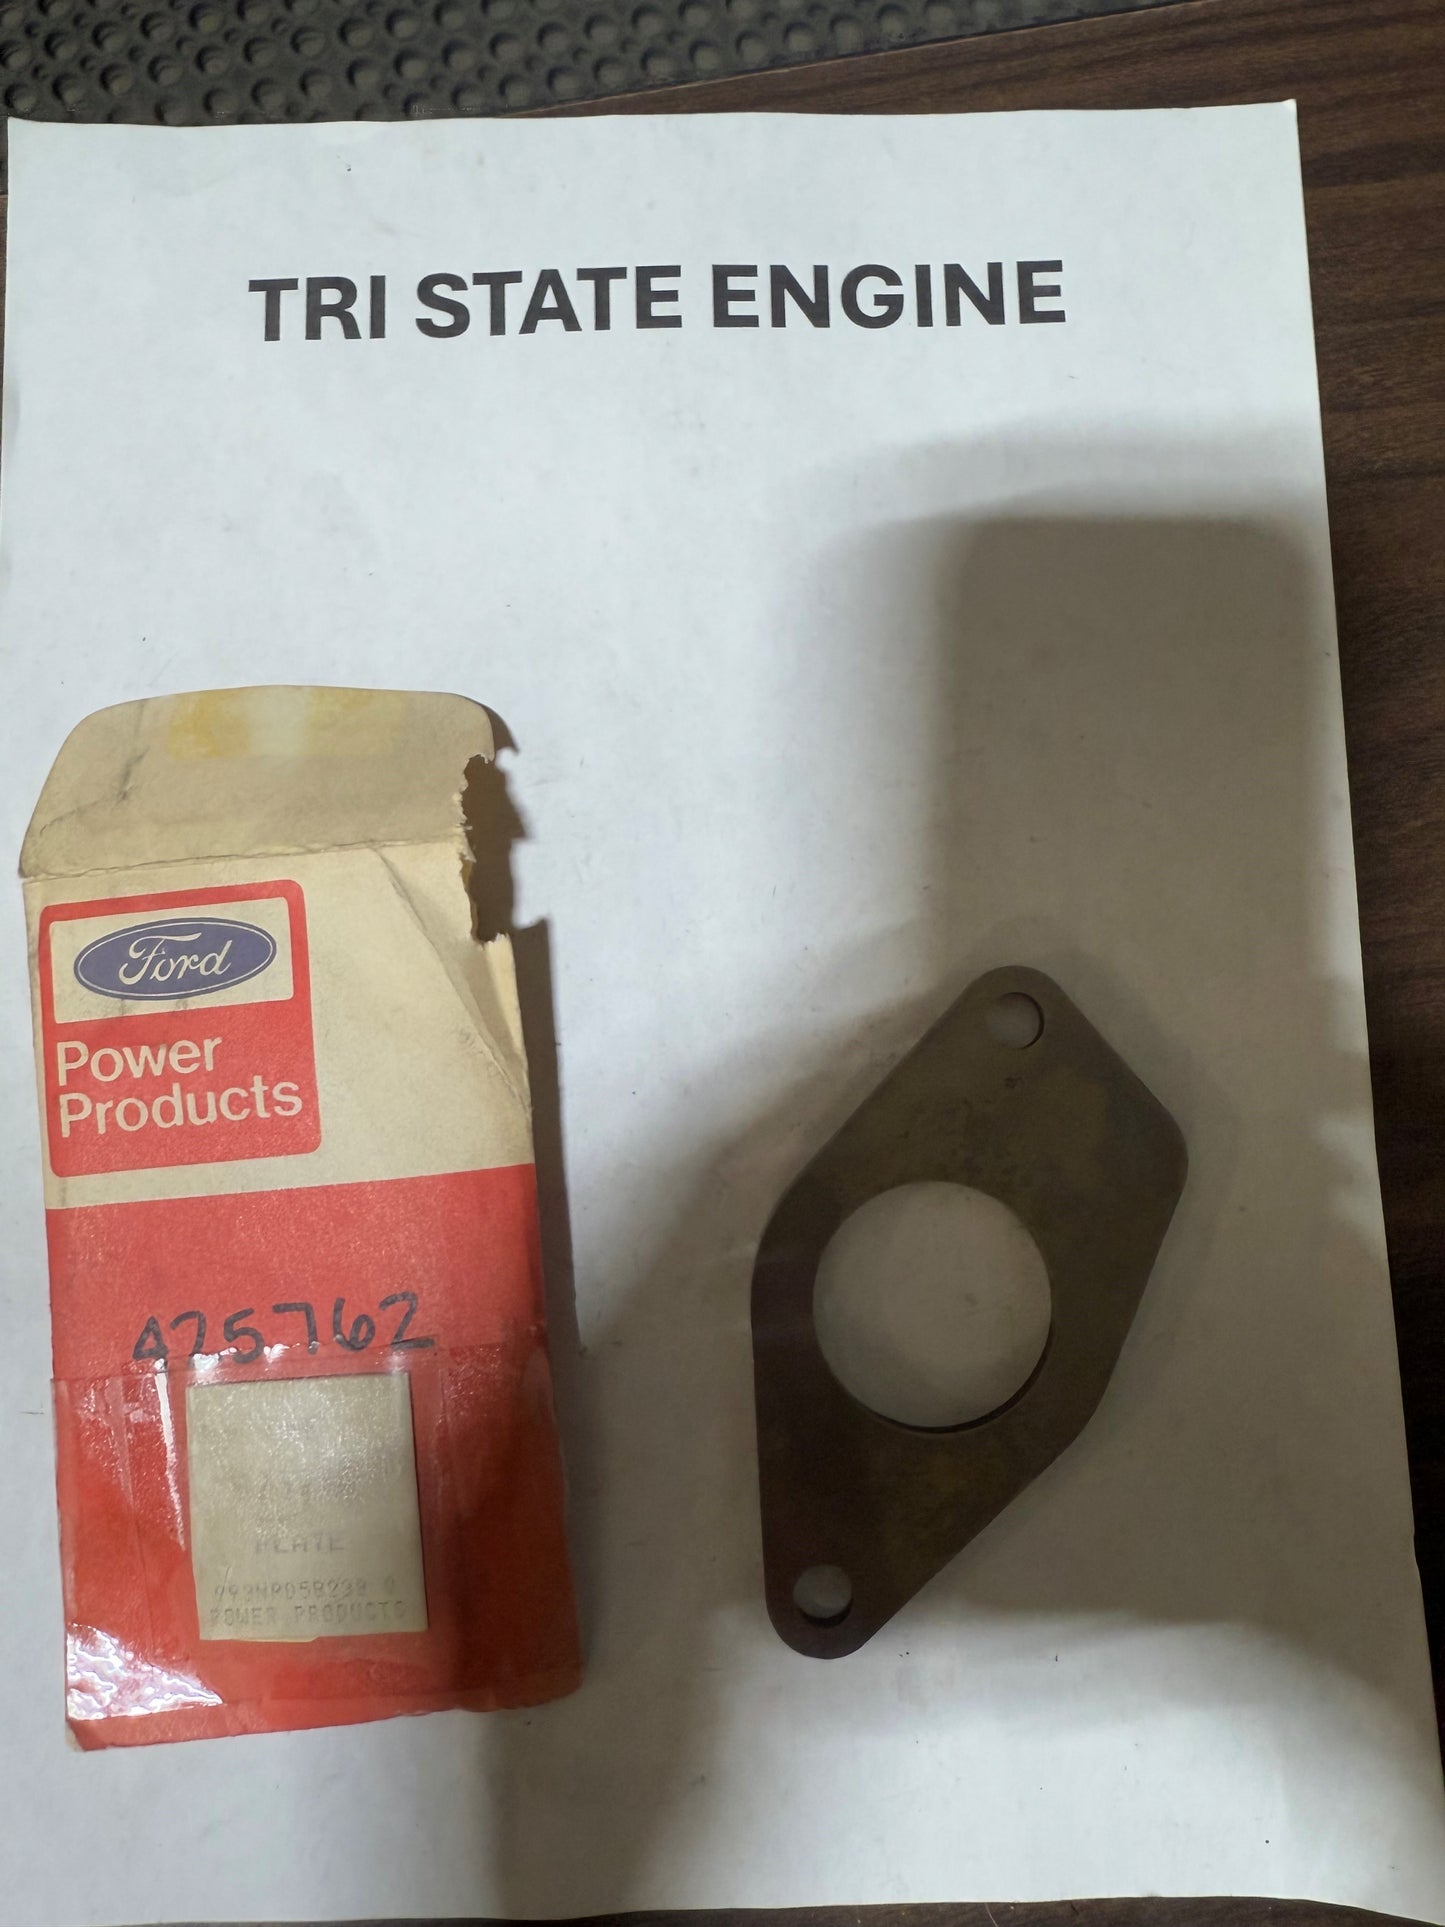 TRI STATE ENGINE
Ford
Power
Products
425762
PLATE
POWER PRODUCTS